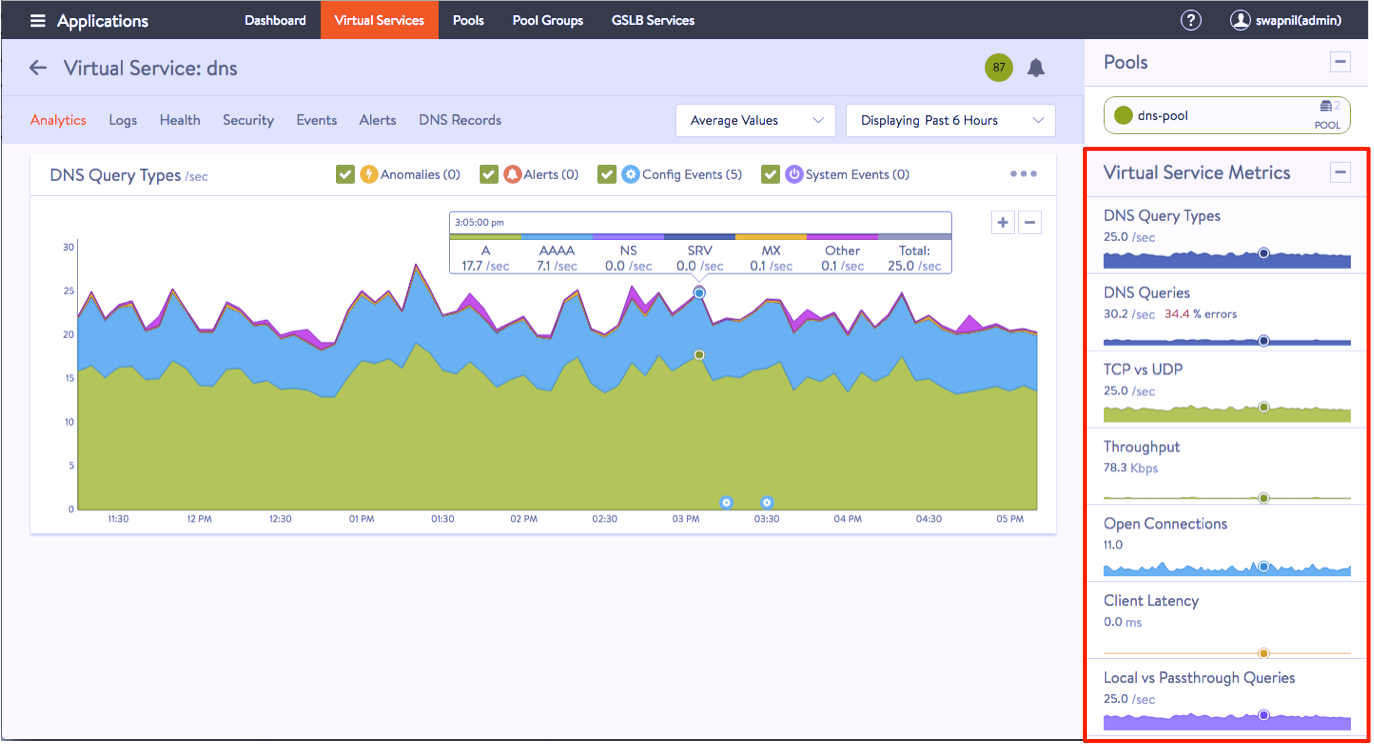 Applications Dashboard Virtual Services Pools Pool Groups GSLB Services ? swapnil(admin)
Virtual Service: dns 87
Analytics Logs Health Security Events Alerts DNS Records Average Values Displaying Past 6 Hours
DNS Query Types /sec Anomalies (0) Alerts (0) Config Events (5) System Events (0)
3:05:00 pm
A AAAA NS SRV MX Other Total:
17.7 /sec 7.1 /sec 0.0 /sec 0.0 /sec 0.1 /sec 0.1 /sec 25.0 /sec
30
25
20
15
10
5
0
11:30 12 PM 12:30 01 PM 01:30 02 PM 02:30 03 PM 03:30 04 PM 04:30 05 PM
Pools
dns-pool 2
POOL
Virtual Service Metrics
DNS Query Types
25.0 /sec
DNS Queries
30.2 /sec 34.4 % errors
TCP vs UDP
25.0 /sec
Throughput
78.3 Kbps
Open Connections
11.0
Client Latency
0.0 ms
Local vs Passthrough Queries
25.0 /sec